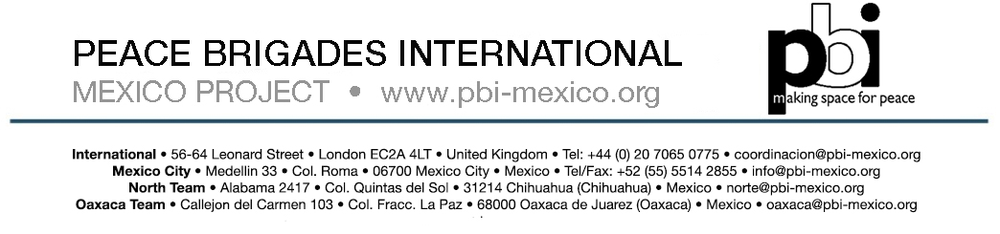 PEACE BRIGADES INTERNATIONAL
MEXICO PROJECT • www.pbi-mexico.org
pbi
making space for peace
International • 56-64 Leonard Street • London EC2A 4LT • United Kingdom • Tel: +44 (0) 20 7065 0775 • coordinacion@pbi-mexico.org
Mexico City • Medellin 33 • Col. Roma • 06700 Mexico City • Mexico • Tel/Fax: +52 (55) 5514 2855 • info@pbi-mexico.org
North Team • Alabama 2417 • Col. Quintas del Sol • 31214 Chihuahua (Chihuahua) • Mexico • norte@pbi-mexico.org
Oaxaca Team • Callejon del Carmen 103 • Col. Fracc. La Paz • 68000 Oaxaca de Juarez (Oaxaca) • Mexico • oaxaca@pbi-mexico.org